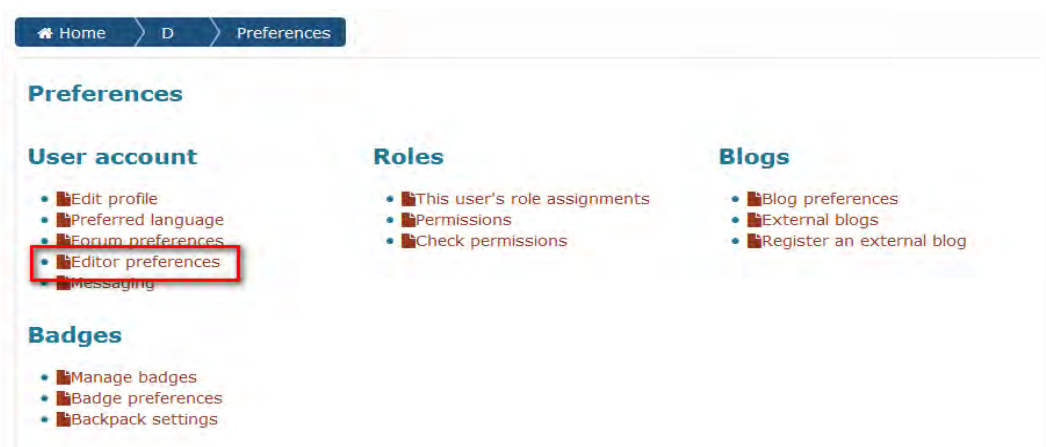 Home D Preferences
Preferences
User account
Edit profile
Preferred language
Forum preferences
Editor preferences
Messaging
Roles
This user's role assignments
Permissions
Check permissions
Blogs
Blog preferences
External blogs
Register an external blog
Badges
Manage badges
Badge preferences
Backpack settings